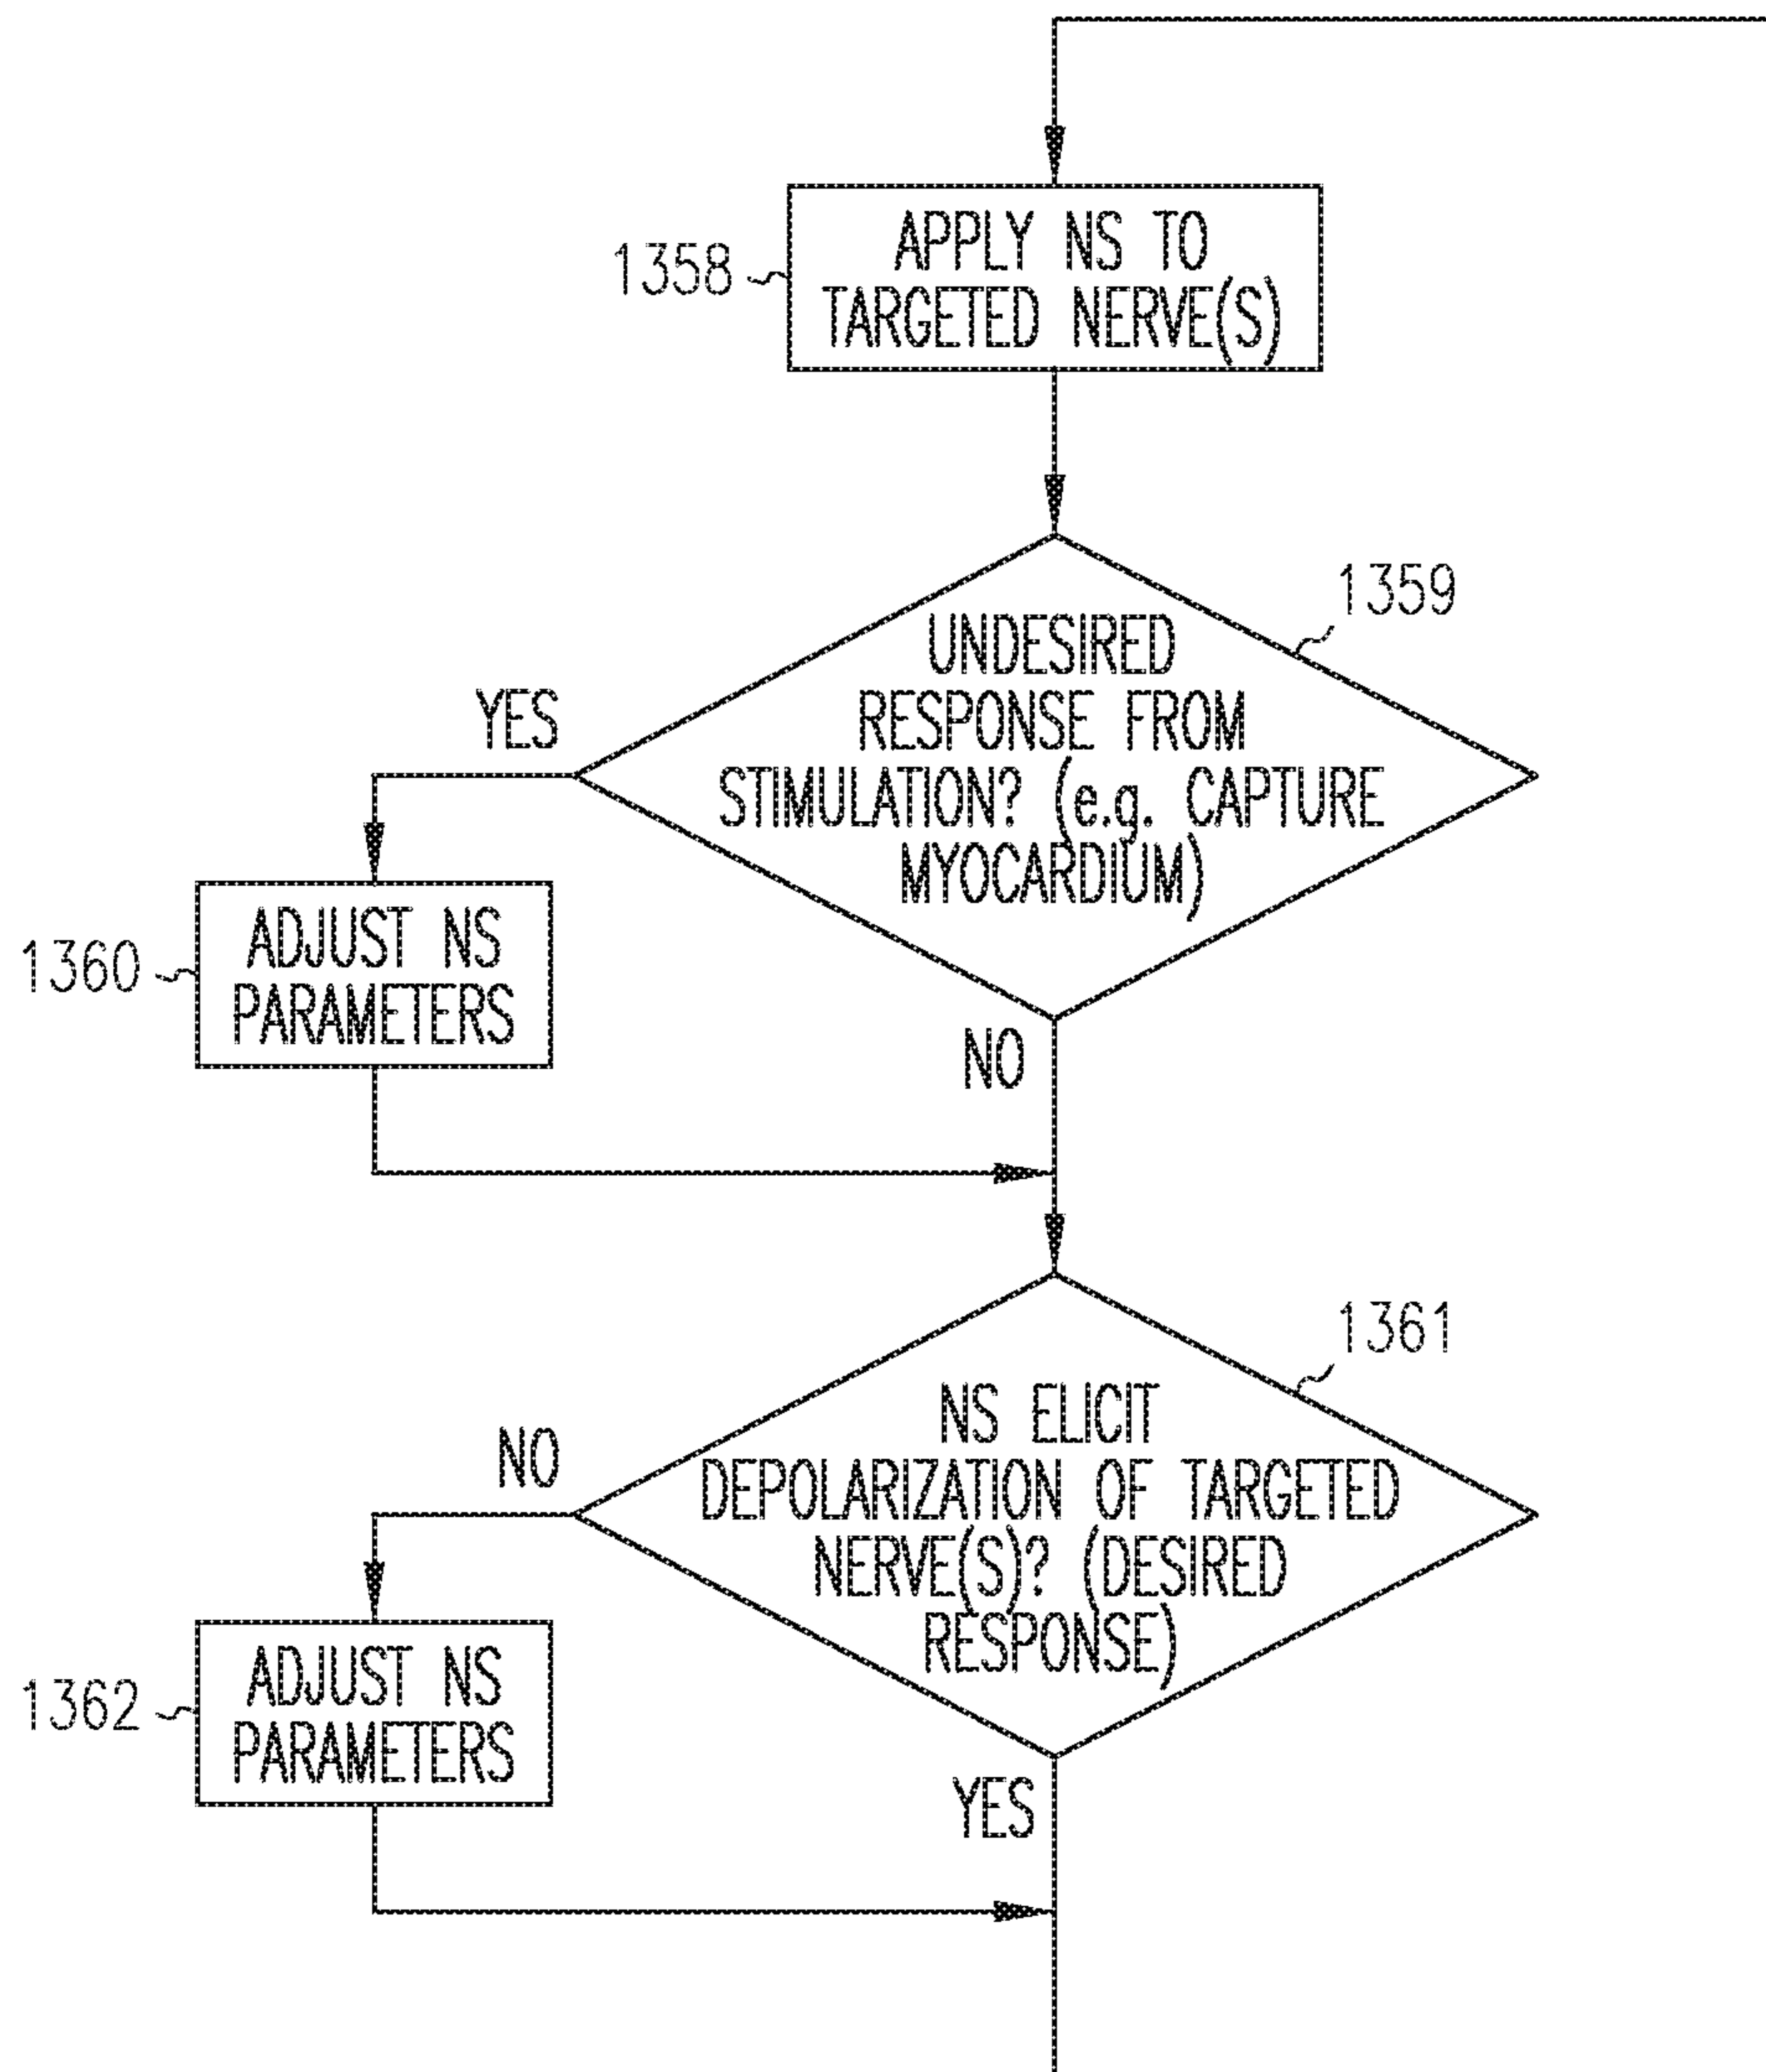 1358
APPLY NS TO
TARGETED NERVE(S)
1359
UNDESIRED
RESPONSE FROM
STIMULATION? (e.g. CAPTURE
MYOCARDIUM)
YES
1360
ADJUST NS
PARAMETERS
NO
1361
NS ELICIT
DEPOLARIZATION OF TARGETED
NERVE(S)? (DESIRED
RESPONSE)
NO
1362
ADJUST NS
PARAMETERS
YES